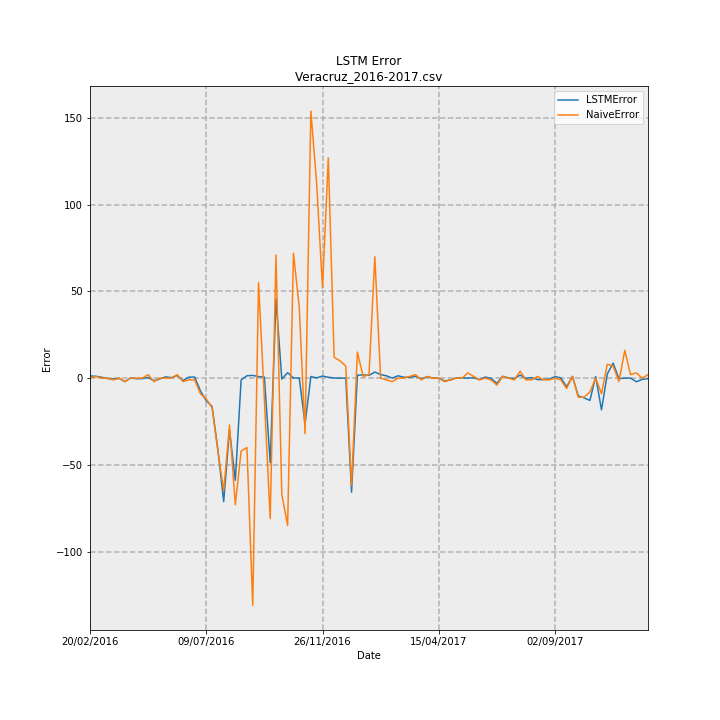 LSTM Error
Veracruz_2016-2017.csv
LSTMError
NaiveError
150
100
50
0
−50
−100
Error
20/02/2016
09/07/2016
26/11/2016
15/04/2017
02/09/2017
Date